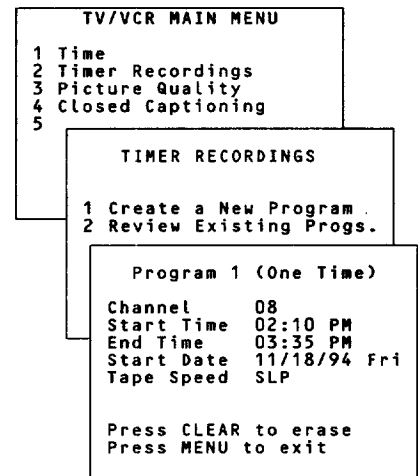 TV/VCR MAIN MENU
1 Time
2 Timer Recordings
3 Picture Quality
4 Closed Captioning
5
TIMER RECORDINGS
1 Create a New Program
2 Review Existing Progs.
Program 1 (One Time)
Channel 08
Start Time 02:10 PM
End Time 03:35 PM
Start Date 11/18/94 Fri
Tape Speed SLP
Press CLEAR to erase
Press MENU to exit